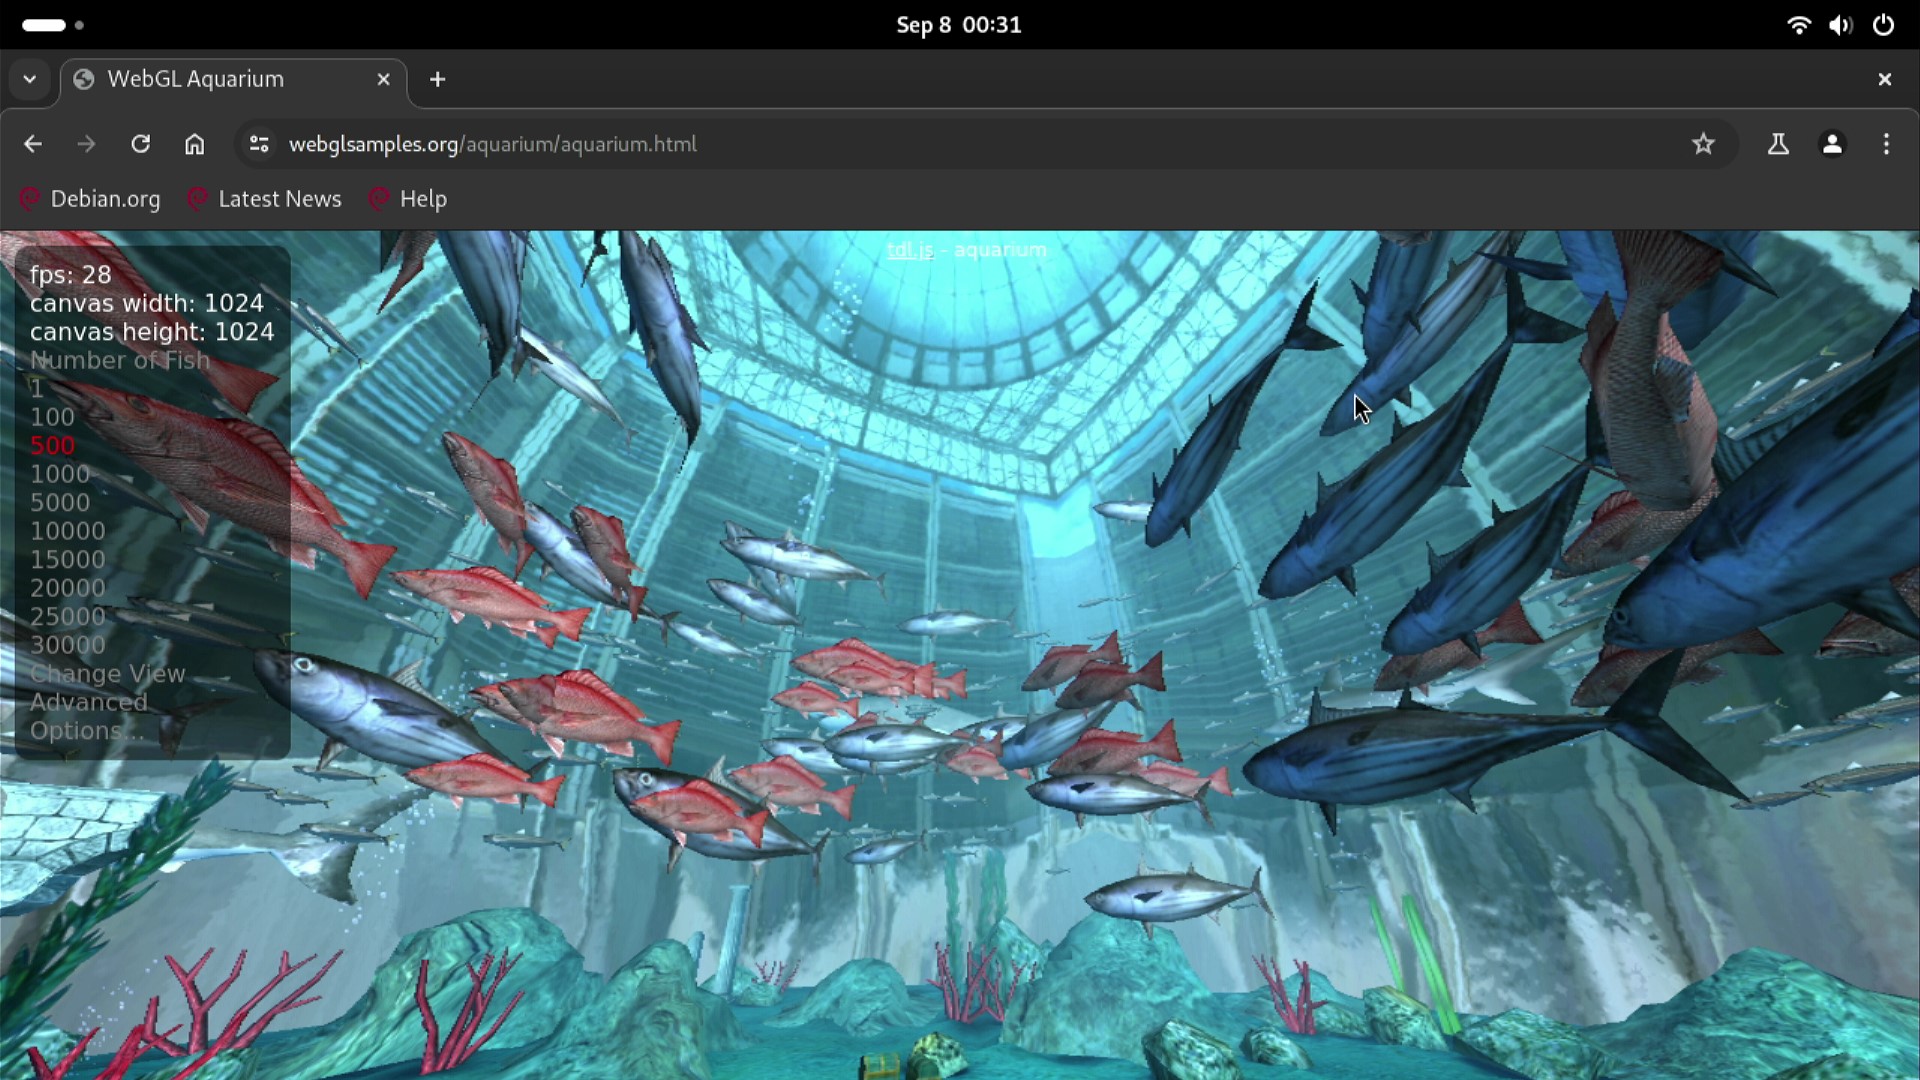 Sep 8 00:31
WebGL Aquarium
webglsamples.org/aquarium/aquarium.html
Debian.org Latest News Help
tdl.js - aquarium
fps: 28
canvas width: 1024
canvas height: 1024
Number of Fish
1
100
500
1000
5000
10000
15000
20000
25000
30000
Change View
Advanced
Options...